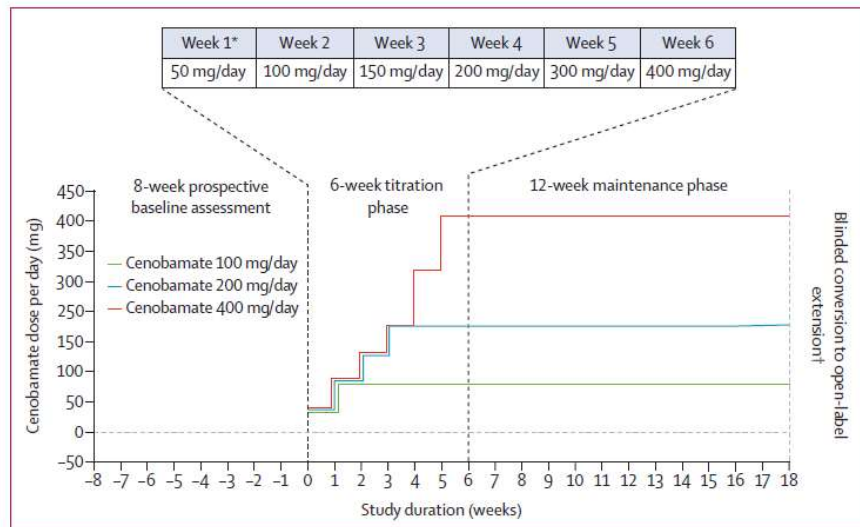 Week 1* Week 2 Week 3 Week 4 Week 5 Week 6
50 mg/day 100 mg/day 150 mg/day 200 mg/day 300 mg/day 400 mg/day
8-week prospective
baseline assessment
6-week titration
phase
12-week maintenance phase
Cenobamate 100 mg/day
Cenobamate 200 mg/day
Cenobamate 400 mg/day
Cenobamate dose per day (mg)
450
400
350
300
250
150
100
50
0
–50
–8 –7 –6 –5 –4 –3 –2 –1 0 1 2 3 4 5 6 7 8 9 10 11 12 13 14 15 16 17 18
Study duration (weeks)
Blinded conversion to open-label
extension†